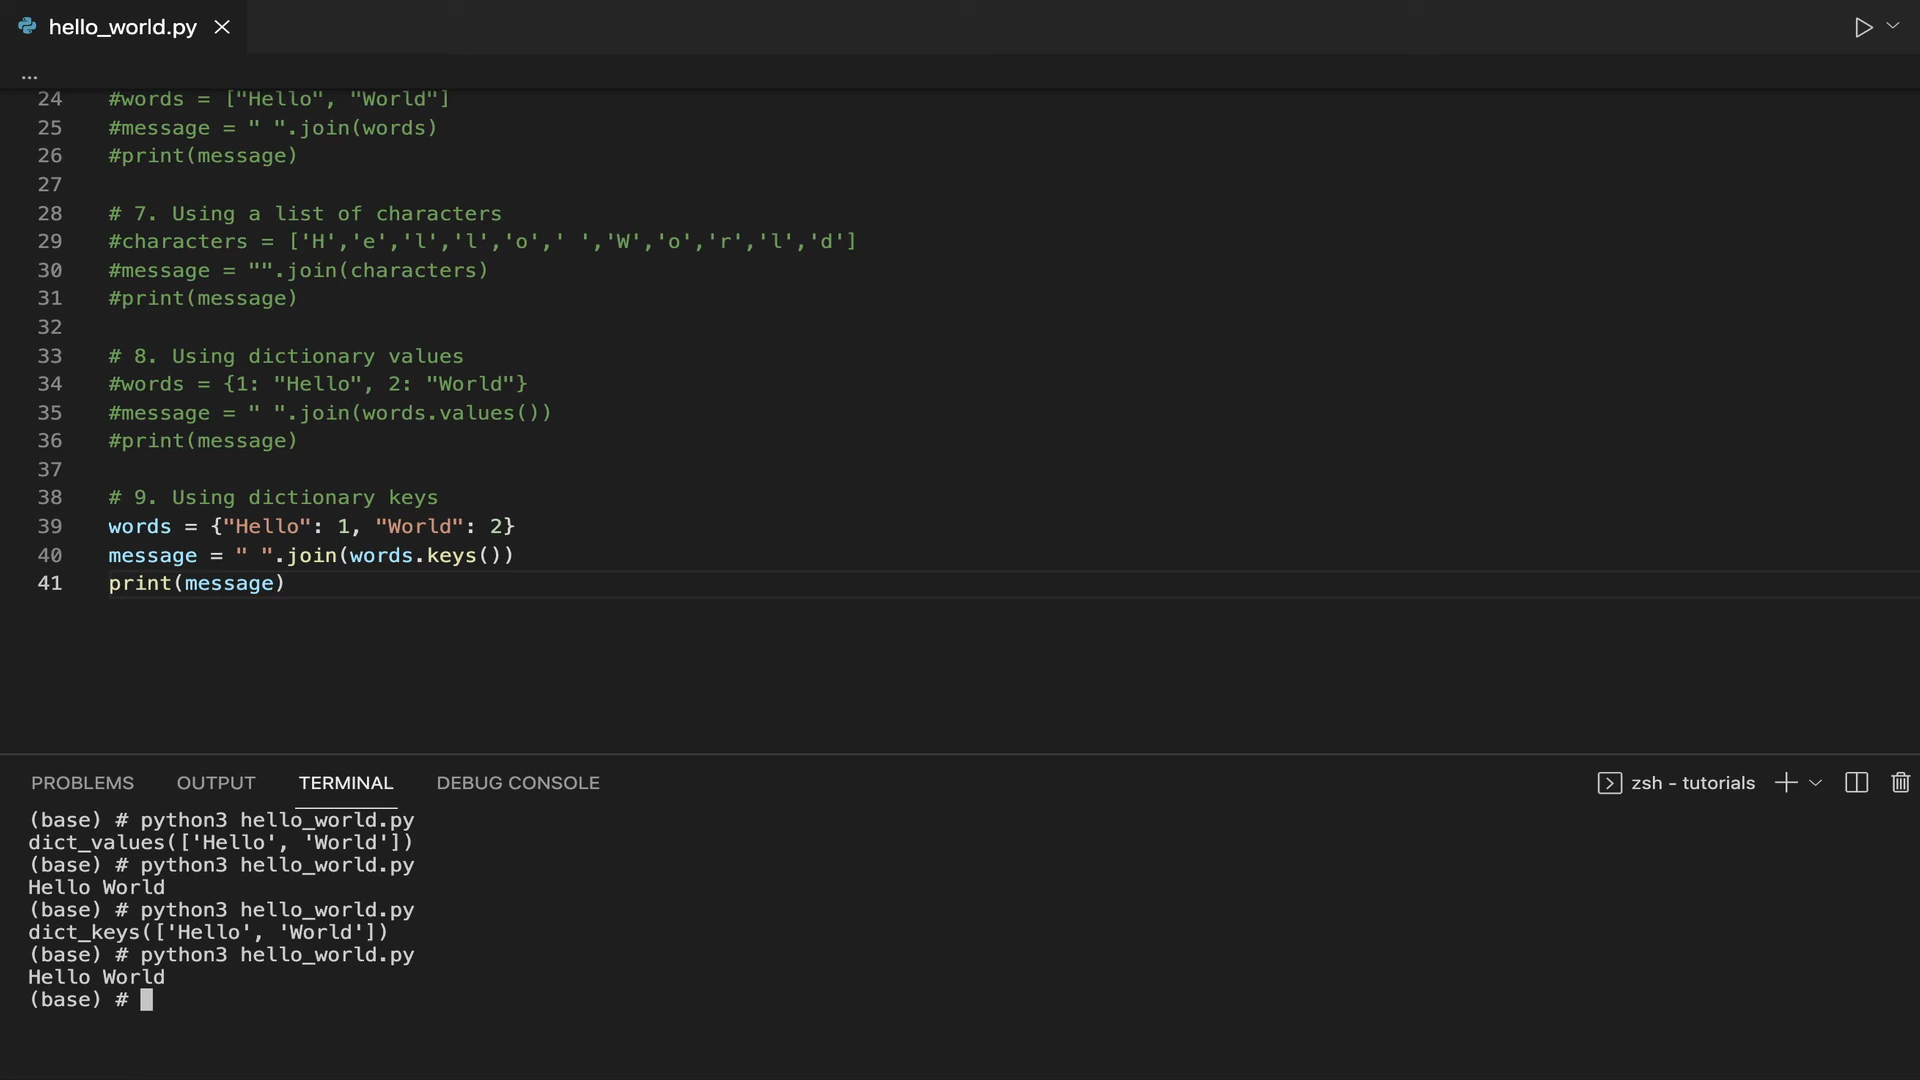 hello_world.py
...
24 #words = ["Hello", "World"]
25 #message = " ".join(words)
26 #print(message)
27
28 # 7. Using a list of characters
29 #characters = ['H','e','l','l','o',' ','W','o','r','l','d']
30 #message = "".join(characters)
31 #print(message)
32
33 # 8. Using dictionary values
34 #words = {1: "Hello", 2: "World"}
35 #message = " ".join(words.values())
36 #print(message)
37
38 # 9. Using dictionary keys
39 words = {"Hello": 1, "World": 2}
40 message = " ".join(words.keys())
41 print(message)
PROBLEMS OUTPUT TERMINAL DEBUG CONSOLE zsh - tutorials
(base) # python3 hello_world.py
dict_values(['Hello', 'World'])
(base) # python3 hello_world.py
Hello World
(base) # python3 hello_world.py
dict_keys(['Hello', 'World'])
(base) # python3 hello_world.py
Hello World
(base) #